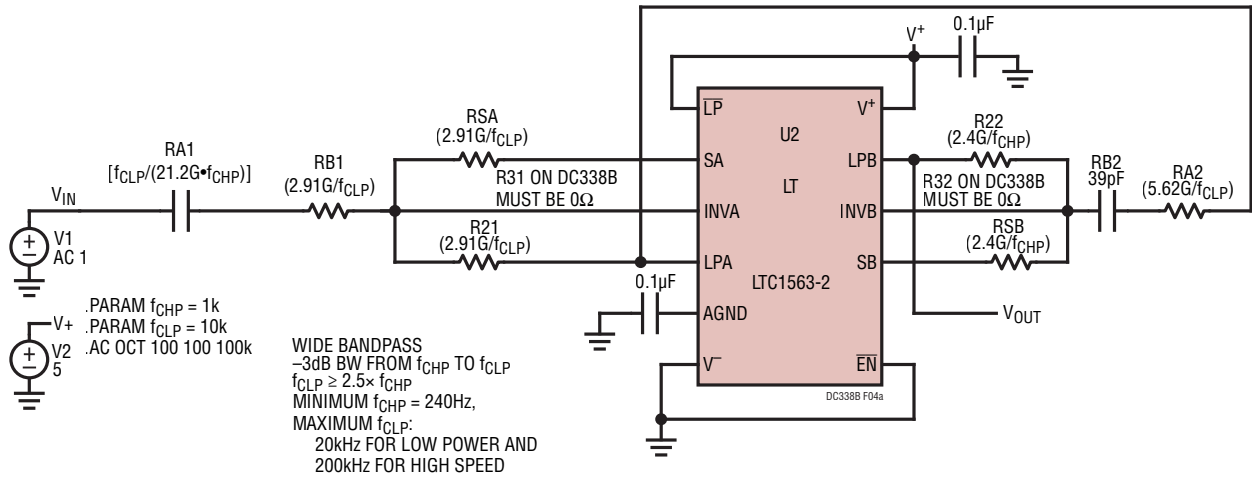 V⁺
0.1µF
RA1
[fCLP/(21.2G•fCHP)]
RB1
(2.91G/fCLP)
RSA
(2.91G/fCLP)
R31 ON DC338B
MUST BE 0Ω
R21
(2.91G/fCLP)
VIN
V1
AC 1
V+
V2
5
.PARAM fCHP = 1k
.PARAM fCLP = 10k
.AC OCT 100 100 100k
WIDE BANDPASS
–3dB BW FROM fCHP TO fCLP
fCLP ≥ 2.5× fCHP
MINIMUM fCHP = 240Hz,
MAXIMUM fCLP:
20kHz FOR LOW POWER AND
200kHz FOR HIGH SPEED
0.1µF
L̅P̅
SA
INVA
LPA
AGND
V⁻
U2
LT
LTC1563-2
V⁺
LPB
INVB
SB
E̅N̅
DC338B F04a
R22
(2.4G/fCHP)
R32 ON DC338B
MUST BE 0Ω
RSB
(2.4G/fCHP)
RB2
39pF
RA2
(5.62G/fCLP)
VOUT